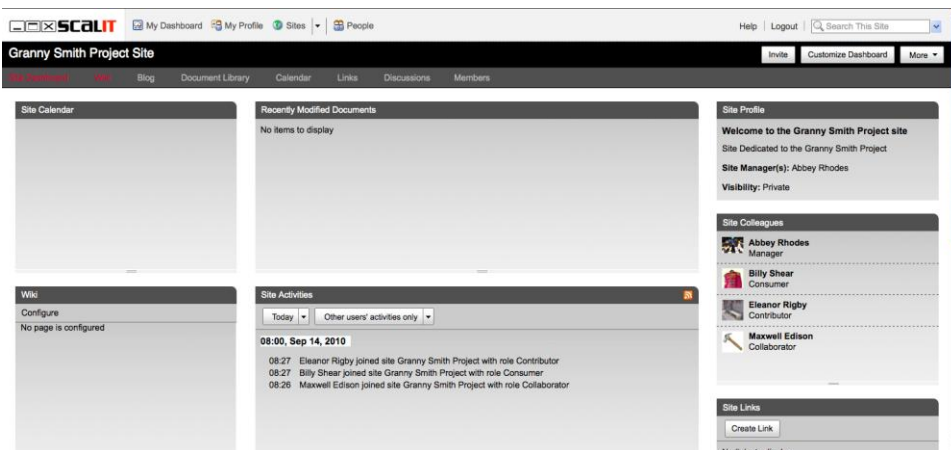 SCALIT My Dashboard My Profile Sites People Help Logout Search This Site
Granny Smith Project Site Invite Customize Dashboard More
Wiki Blog Document Library Calendar Links Discussions Members
Site Calendar
Recently Modified Documents
No items to display
Site Profile
Welcome to the Granny Smith Project site
Site Dedicated to the Granny Smith Project
Site Manager(s): Abbey Rhodes
Visibility: Private
Site Colleagues
Abbey Rhodes
Manager
Billy Shear
Consumer
Eleanor Rigby
Contributor
Maxwell Edison
Collaborator
Wiki
Configure
No page is configured
Site Activities
Today Other users' activities only
08:00, Sep 14, 2010
08:27 Eleanor Rigby joined site Granny Smith Project with role Contributor
08:27 Billy Shear joined site Granny Smith Project with role Consumer
08:26 Maxwell Edison joined site Granny Smith Project with role Collaborator
Site Links
Create Link